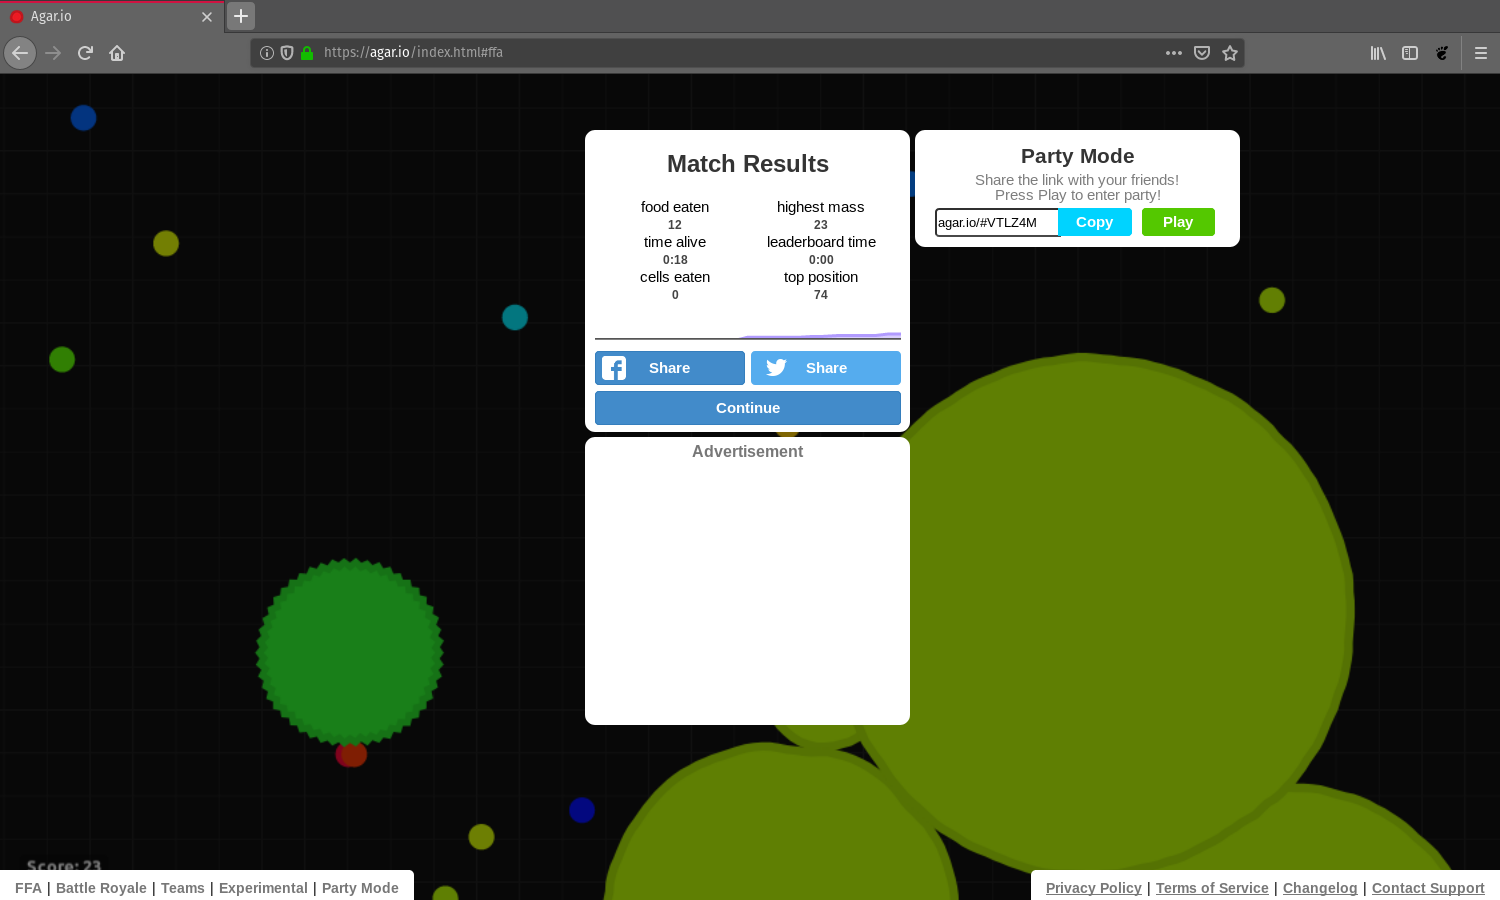 Agar.io
https://agar.io/index.html#ffa
Match Results
food eaten
12
highest mass
23
time alive
0:18
leaderboard time
0:00
cells eaten
0
top position
74
Share
Share
Continue
Advertisement
Party Mode
Share the link with your friends!
Press Play to enter party!
agar.io/#VTLZ4M
Copy
Play
Score: 23
FFA | Battle Royale | Teams | Experimental | Party Mode
Privacy Policy | Terms of Service | Changelog | Contact Support